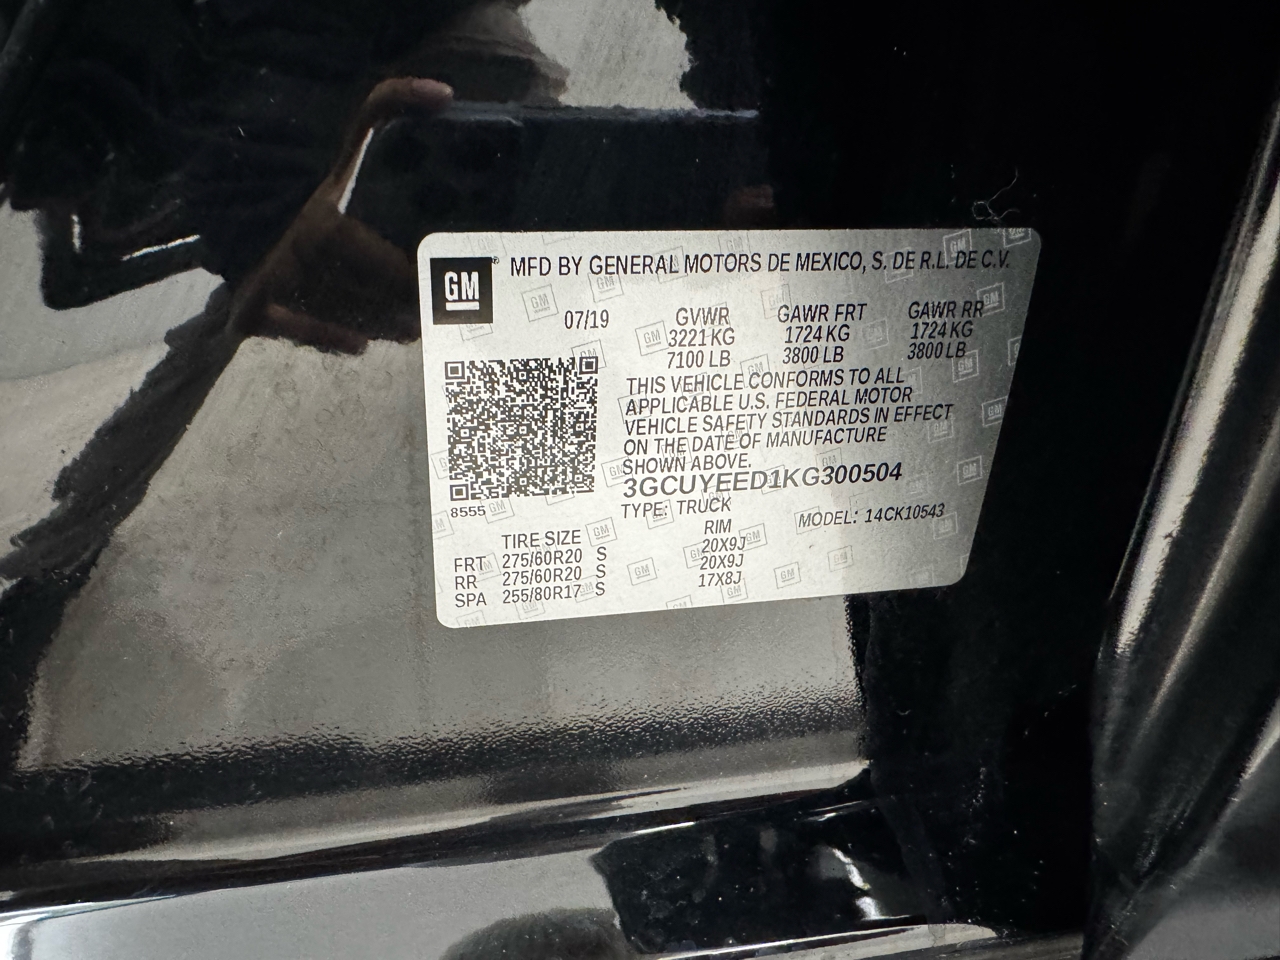 GM® MFD BY GENERAL MOTORS DE MEXICO, S. DE R.L. DE C.V.
07/19 GVWR GAWR FRT GAWR RR
3221 KG 1724 KG 1724 KG
7100 LB 3800 LB 3800 LB
THIS VEHICLE CONFORMS TO ALL
APPLICABLE U.S. FEDERAL MOTOR
VEHICLE SAFETY STANDARDS IN EFFECT
ON THE DATE OF MANUFACTURE
SHOWN ABOVE.
3GCUYEED1KG300504
8555 TYPE: TRUCK MODEL: 14CK10543
TIRE SIZE RIM
FRT 275/60R20 S 20X9J
RR 275/60R20 S 20X9J
SPA 255/80R17 S 17X8J